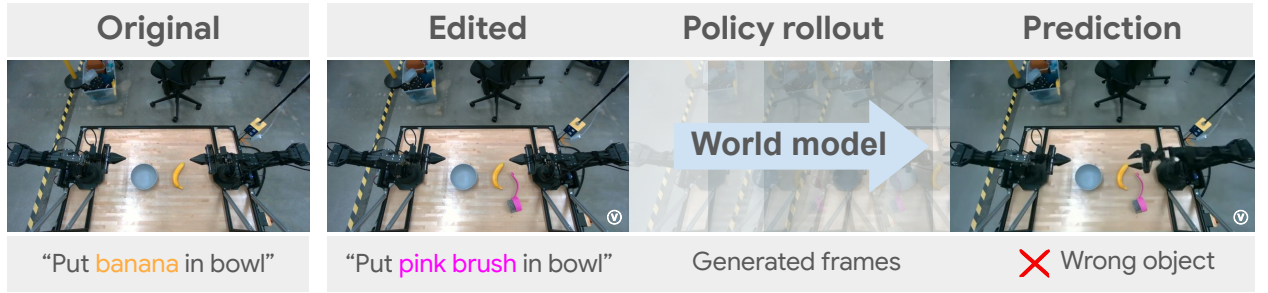 Original
Edited
Policy rollout
Prediction
World model
V
V
“Put banana in bowl”
“Put pink brush in bowl”
Generated frames
Wrong object